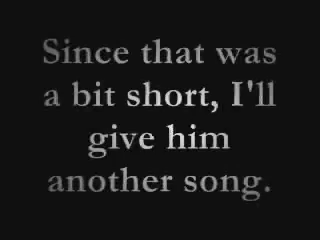 Since that was
a bit short, I'll
give him
another song.